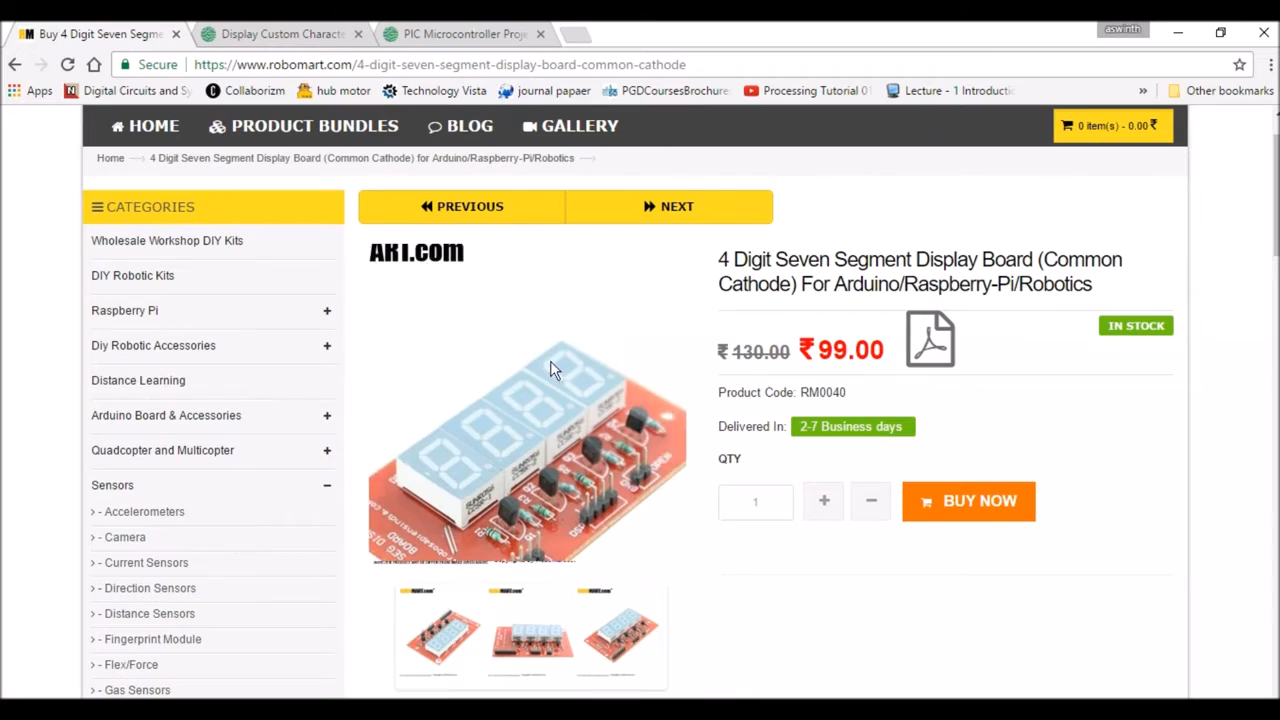 Buy 4 Digit Seven Segme
Display Custom Characte
PIC Microcontroller Proje
aswinth
Secure
https://www.robomart.com/4-digit-seven-segment-display-board-common-cathode
Apps
Digital Circuits and Sy
Collaborizm
hub motor
Technology Vista
journal papaer
PGDCoursesBrochure
Processing Tutorial 01
Lecture - 1 Introducti
»
Other bookmarks
HOME
PRODUCT BUNDLES
BLOG
GALLERY
0 item(s) - 0.00 ₹
Home
4 Digit Seven Segment Display Board (Common Cathode) for Arduino/Raspberry-Pi/Robotics
CATEGORIES
Wholesale Workshop DIY Kits
DIY Robotic Kits
Raspberry Pi +
Diy Robotic Accessories +
Distance Learning
Arduino Board & Accessories +
Quadcopter and Multicopter +
Sensors −
> - Accelerometers
> - Camera
> - Current Sensors
> - Direction Sensors
> - Distance Sensors
> - Fingerprint Module
> - Flex/Force
> - Gas Sensors
PREVIOUS
NEXT
ART.COM
4 Digit Seven Segment Display Board (Common
Cathode) For Arduino/Raspberry-Pi/Robotics
IN STOCK
₹ 130.00 ₹ 99.00
Product Code: RM0040
Delivered In: 2-7 Business days
QTY
1
+
−
BUY NOW